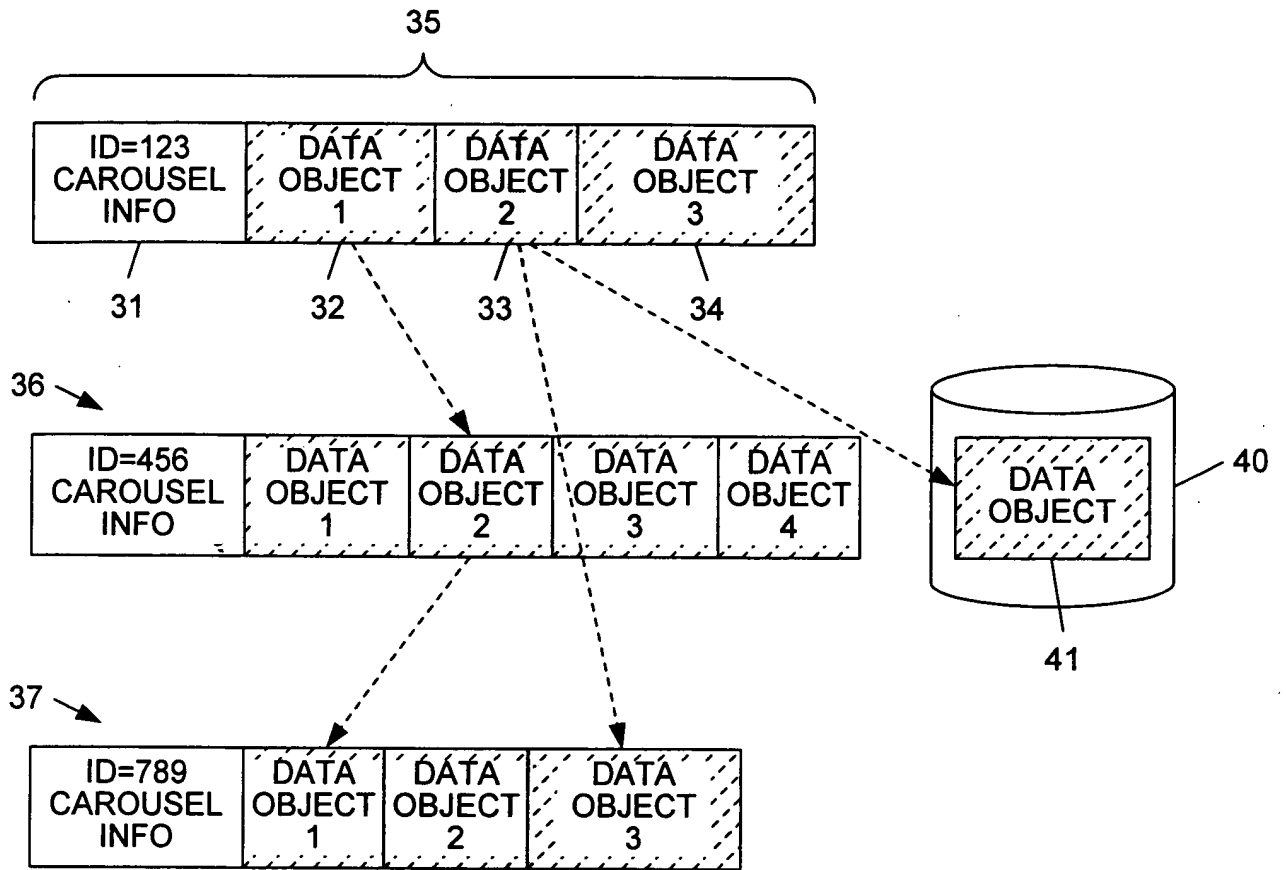 35
ID=123
CAROUSEL
INFO
DATA
OBJECT
1
DATA
OBJECT
2
DATA
OBJECT
3
31
32
33
34
36
ID=456
CAROUSEL
INFO
DATA
OBJECT
1
DATA
OBJECT
2
DATA
OBJECT
3
DATA
OBJECT
4
DATA
OBJECT
40
41
37
ID=789
CAROUSEL
INFO
DATA
OBJECT
1
DATA
OBJECT
2
DATA
OBJECT
3